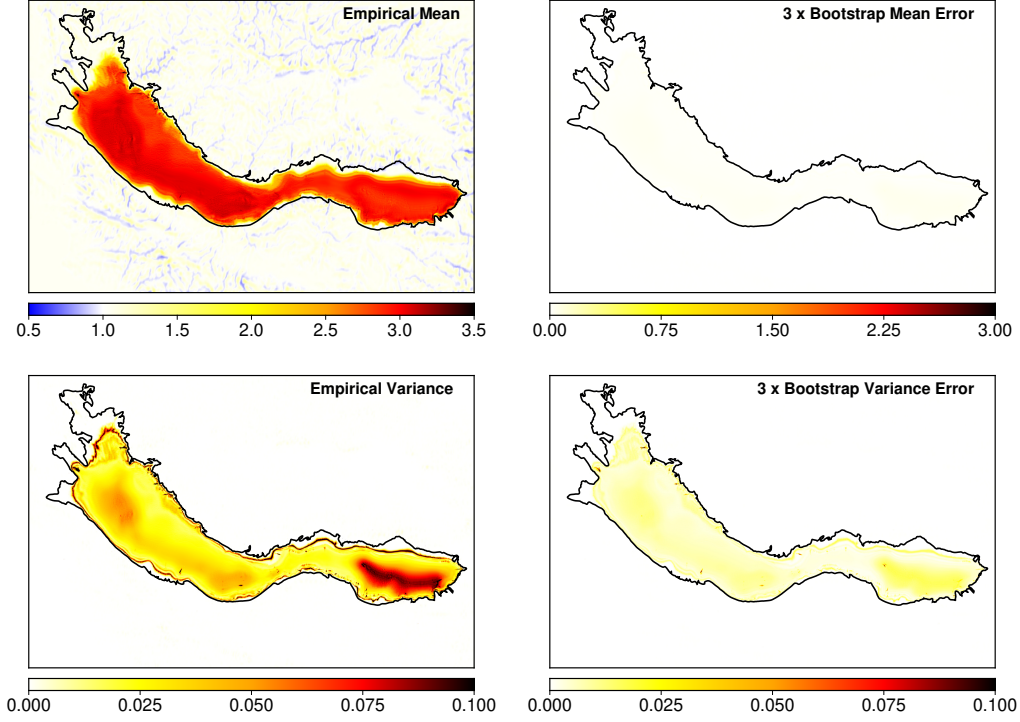 Empirical Mean
3 x Bootstrap Mean Error
0.5 1.0 1.5 2.0 2.5 3.0 3.5
0.00 0.75 1.50 2.25 3.00
Empirical Variance
3 x Bootstrap Variance Error
0.000 0.025 0.050 0.075 0.100
0.000 0.025 0.050 0.075 0.100